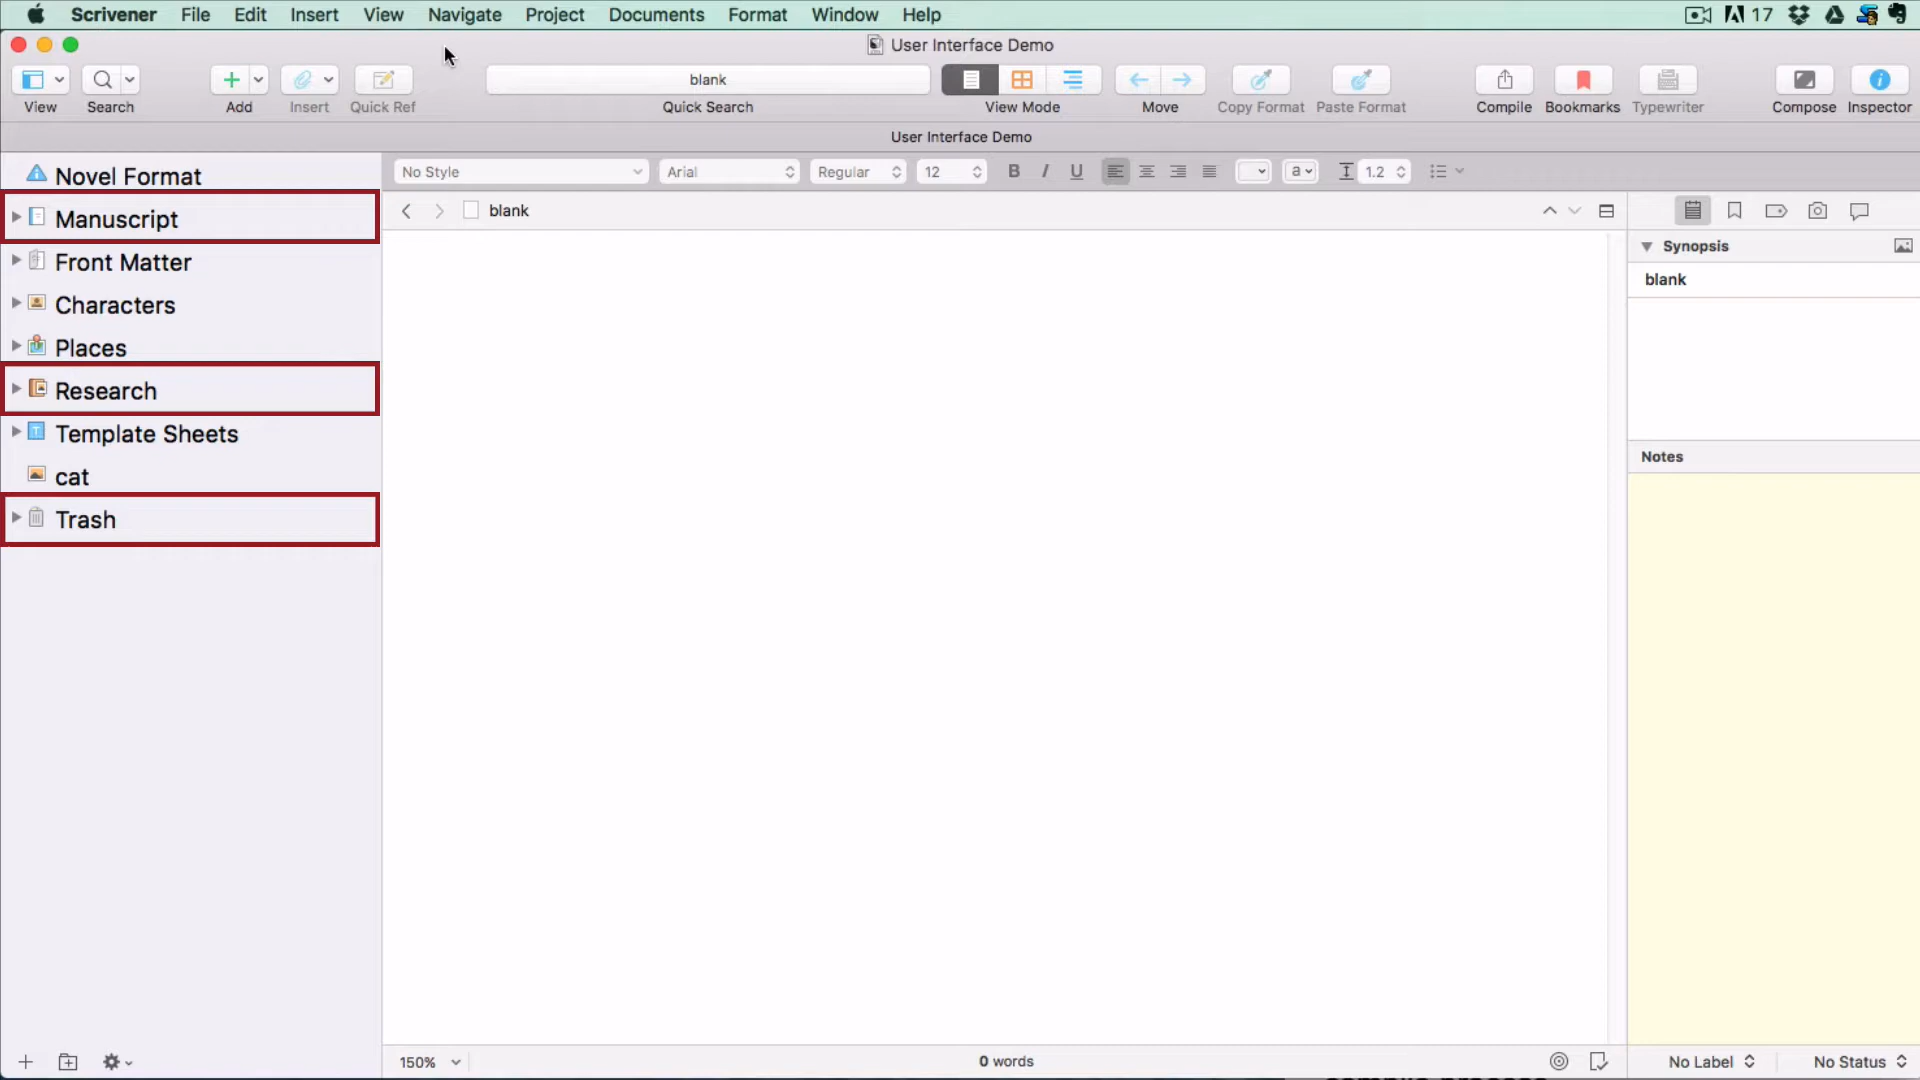 Scrivener File Edit Insert View Navigate Project Documents Format Window Help 17
User Interface Demo
blank
View Search Add Insert Quick Ref Quick Search View Mode Move Copy Format Paste Format Compile Bookmarks Typewriter Compose Inspector
User Interface Demo
No Style Arial Regular 12 B I U a 1.2
Novel Format
Manuscript
Front Matter
Characters
Places
Research
Template Sheets
cat
Trash
blank
Synopsis
blank
Notes
150% 0 words No Label No Status